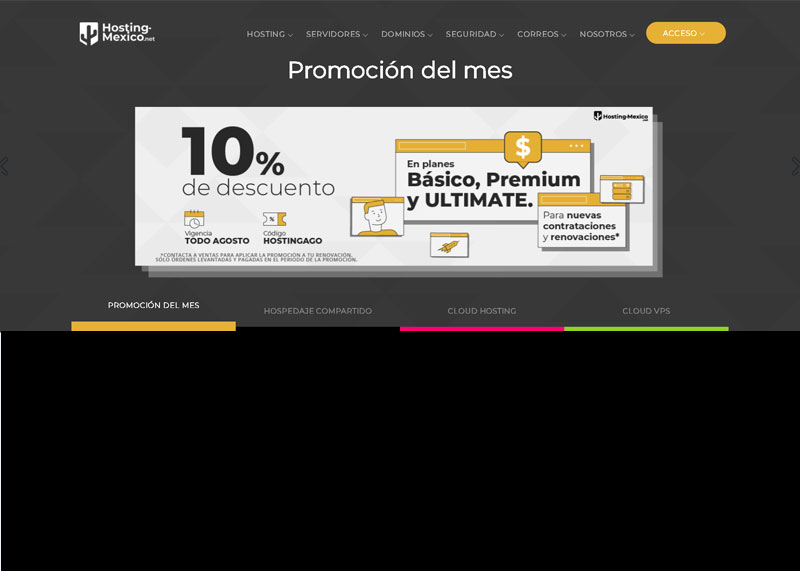 Hosting-
Mexico.net
HOSTING
SERVIDORES
DOMINIOS
SEGURIDAD
CORREOS
NOSOTROS
ACCESO
Promoción del mes
Hosting-Mexico
10%
de descuento
Vigencia
TODO AGOSTO
Código
HOSTINGAGO
*CONTACTA A VENTAS PARA APLICAR LA PROMOCIÓN A TU RENOVACIÓN.
SOLO ORDENES LEVANTADAS Y PAGADAS EN EL PERIODO DE LA PROMOCIÓN.
$
En planes
Básico, Premium
y ULTIMATE.
%
Para nuevas
contrataciones
y renovaciones*
PROMOCIÓN DEL MES
HOSPEDAJE COMPARTIDO
CLOUD HOSTING
CLOUD VPS